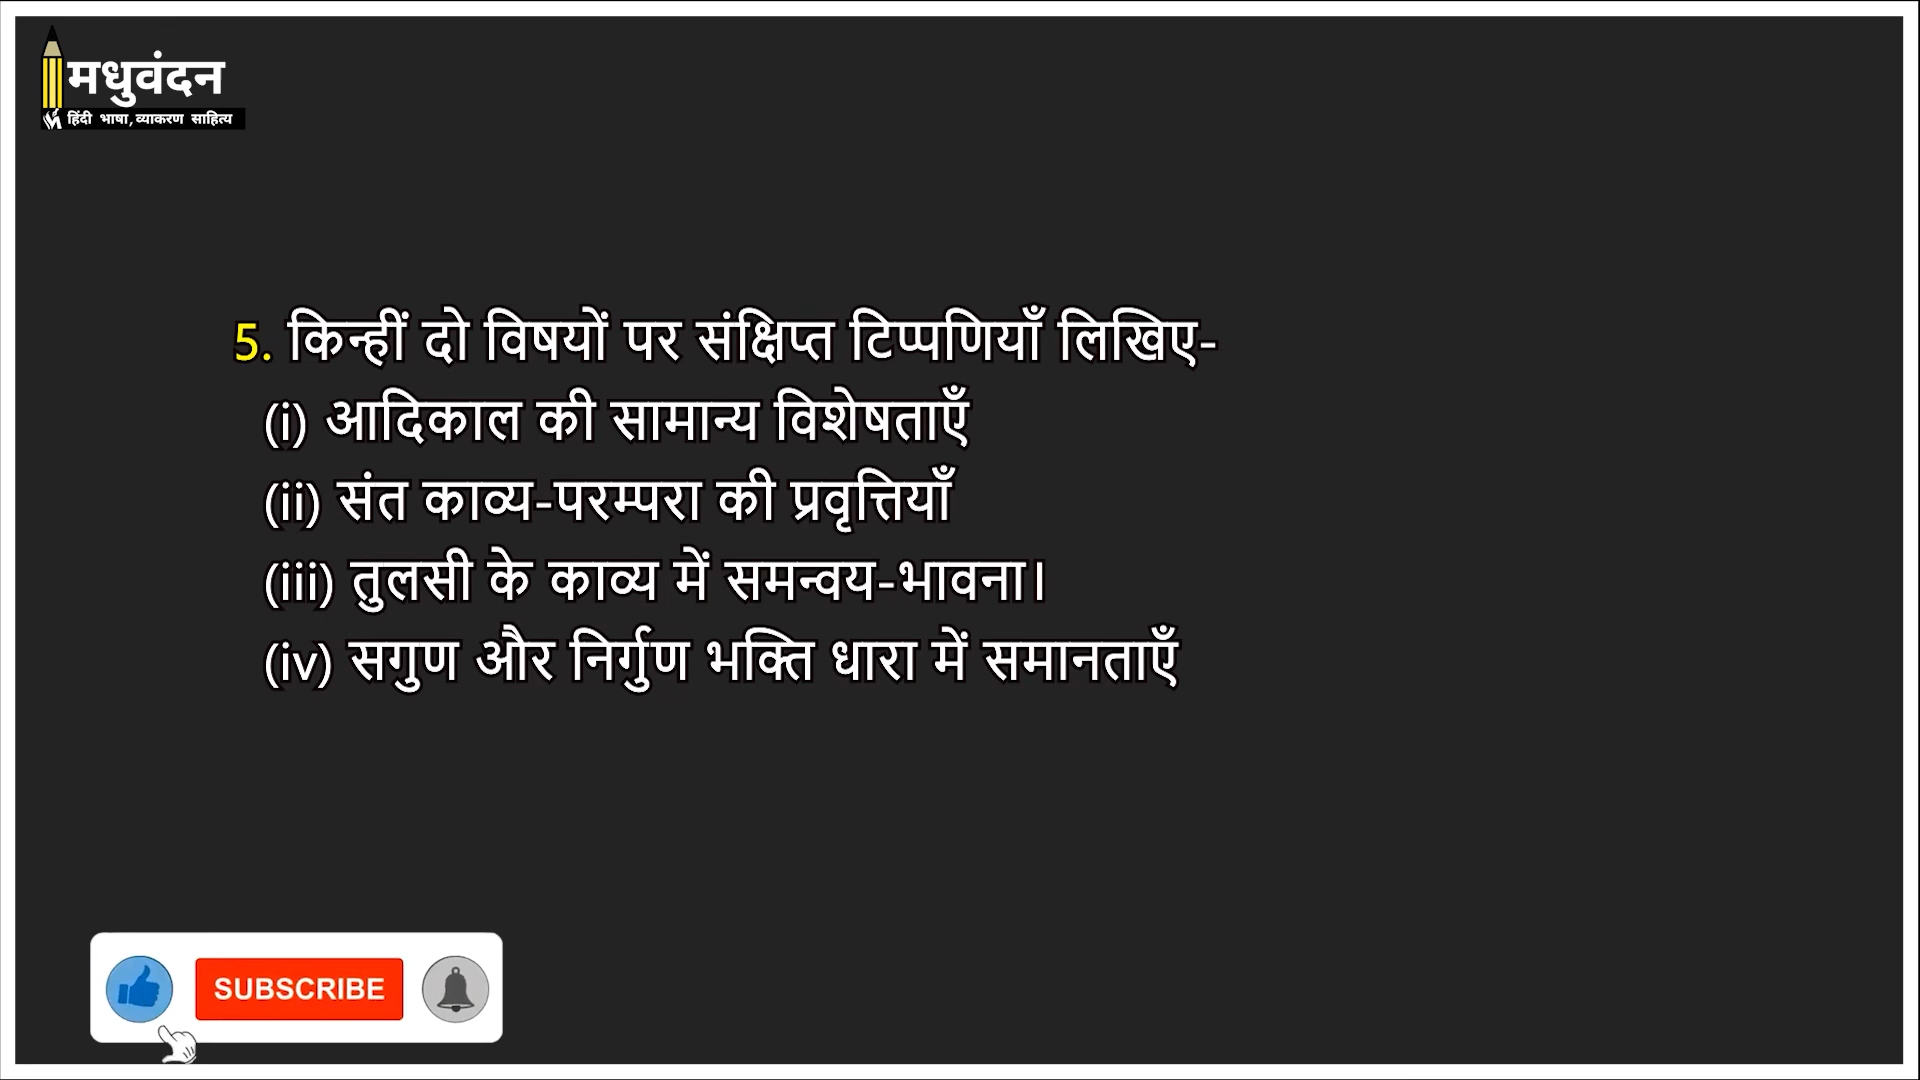 मधुवंदन
हिंदी भाषा, व्याकरण साहित्य
5. किन्हीं दो विषयों पर संक्षिप्त टिप्पणियाँ लिखिए-
(i) आदिकाल की सामान्य विशेषताएँ
(ii) संत काव्य-परम्परा की प्रवृत्तियाँ
(iii) तुलसी के काव्य में समन्वय-भावना।
(iv) सगुण और निर्गुण भक्ति धारा में समानताएँ
SUBSCRIBE